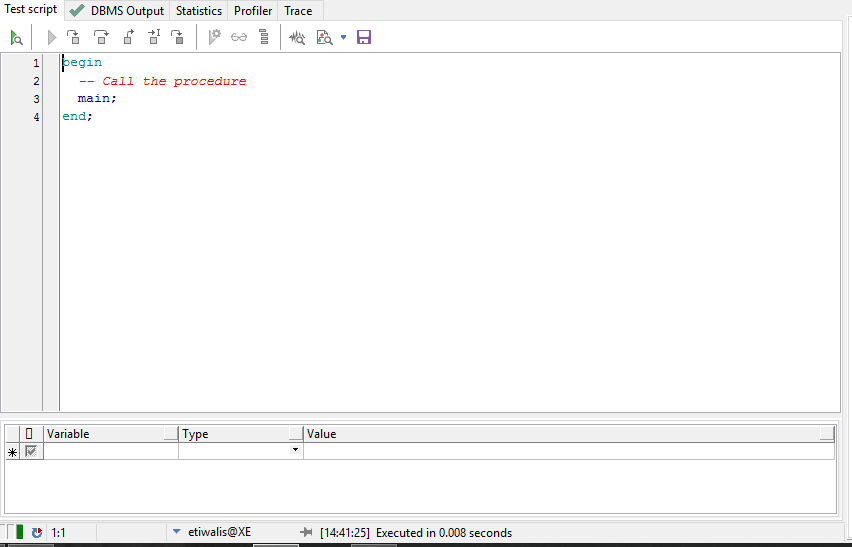 Test script DBMS Output Statistics Profiler Trace
1 begin
2 -- Call the procedure
3 main;
4 end;
Variable Type Value
1:1 etiwalis@XE [14:41:25] Executed in 0.008 seconds